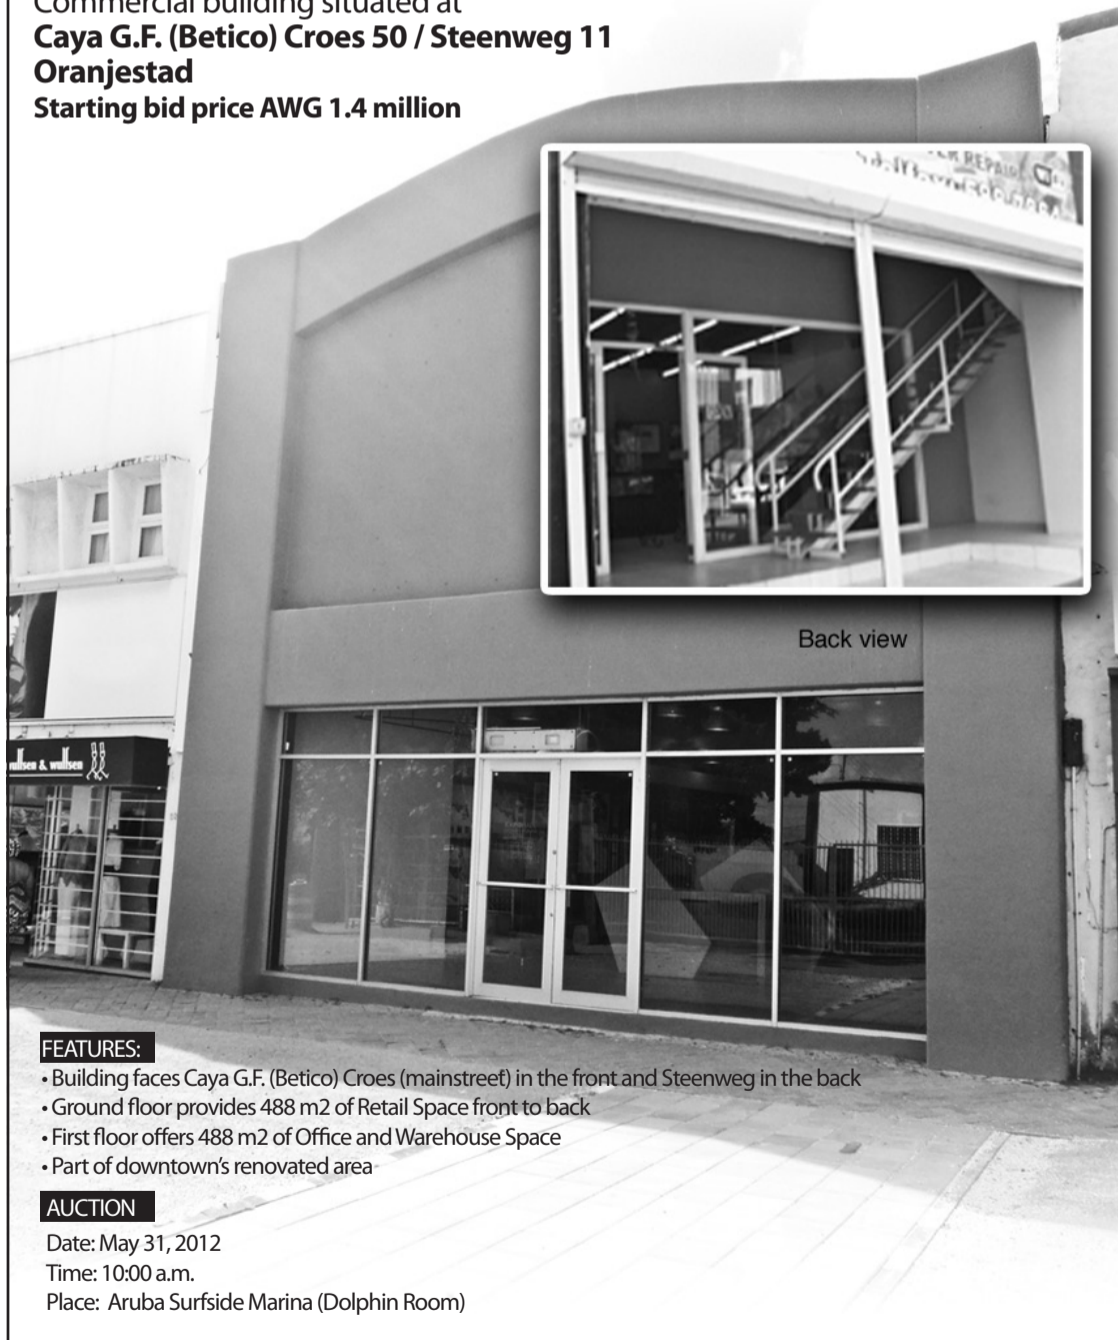 Commercial building situated at
Caya G.F. (Betico) Croes 50 / Steenweg 11
Oranjestad
Starting bid price AWG 1.4 million
REPAIR
Back view
& wulfsen
FEATURES:
• Building faces Caya G.F. (Betico) Croes (mainstreet) in the front and Steenweg in the back
• Ground floor provides 488 m2 of Retail Space front to back
• First floor offers 488 m2 of Office and Warehouse Space
• Part of downtown's renovated area
AUCTION
Date: May 31, 2012
Time: 10:00 a.m.
Place: Aruba Surfside Marina (Dolphin Room)